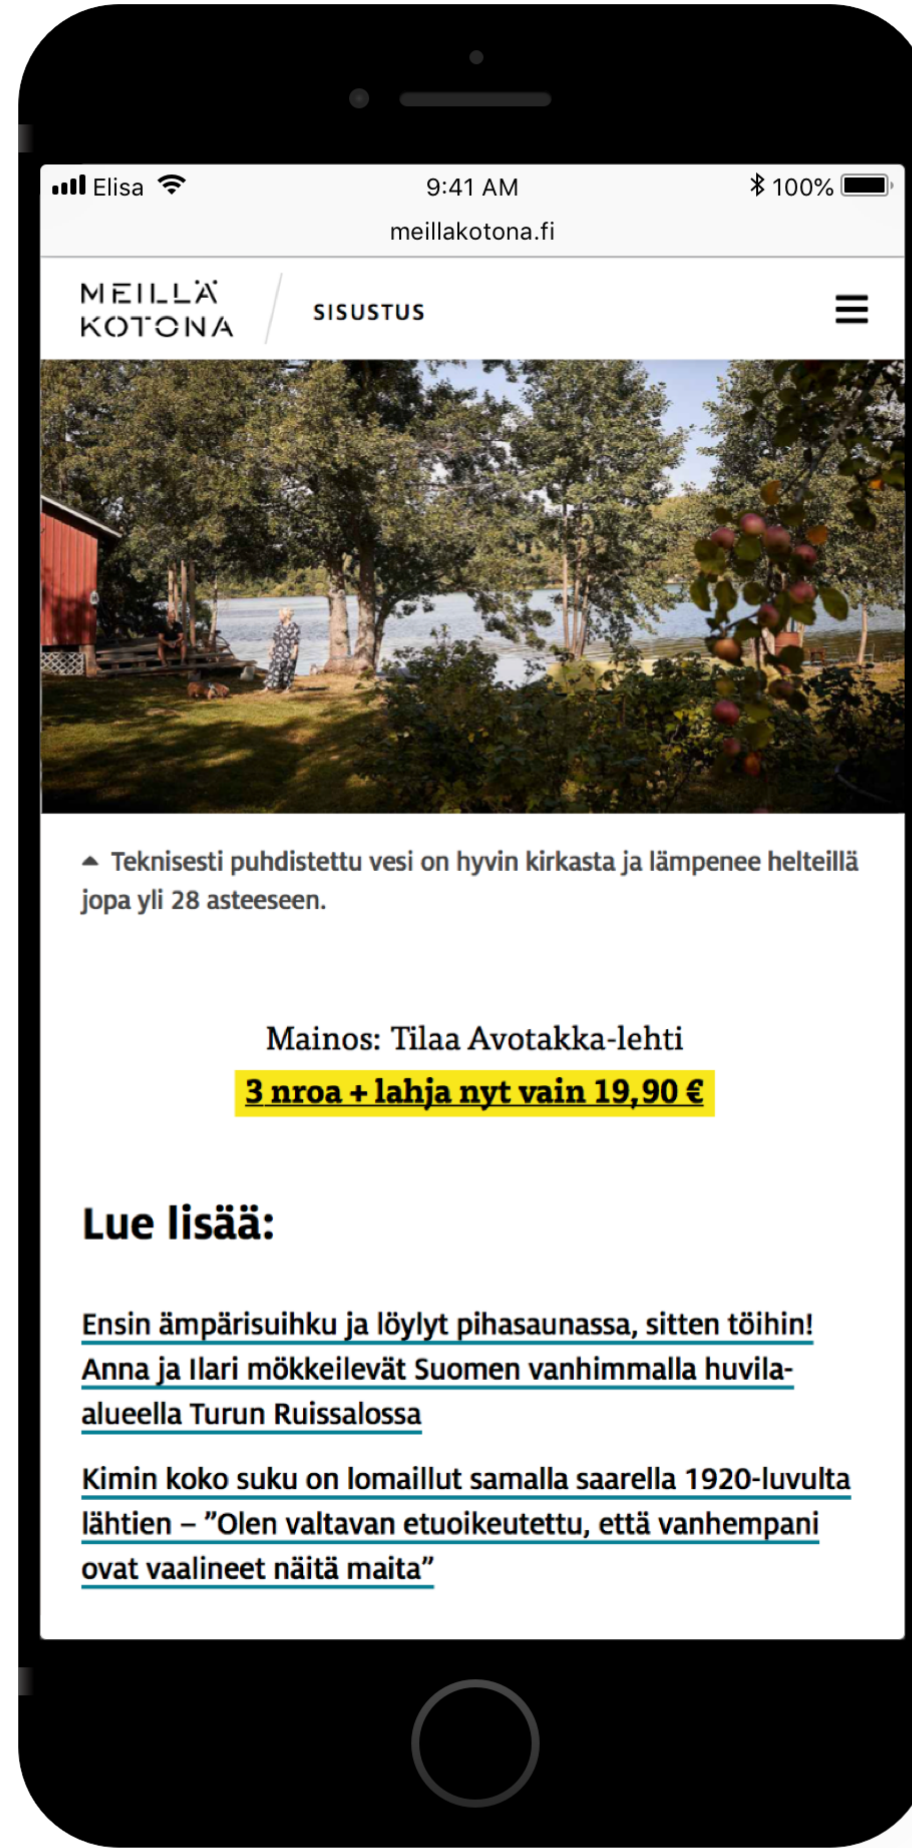 Elisa 9:41 AM 100%
meillakotona.fi
MEILLÄ
KOTONA
SISUSTUS
Teknisesti puhdistettu vesi on hyvin kirkasta ja lämpenee helteillä
jopa yli 28 asteeseen.
Mainos: Tilaa Avotakka-lehti
3 nroa + lahja nyt vain 19,90 €
Lue lisää:
Ensin ämpärisuihku ja löylyt pihasaunassa, sitten töihin!
Anna ja Ilari mökkeilevät Suomen vanhimmalla huvila-
alueella Turun Ruissalossa
Kimin koko suku on lomaillut samalla saarella 1920-luvulta
lähtien – ”Olen valtavan etuoikeutettu, että vanhempani
ovat vaalineet näitä maita”